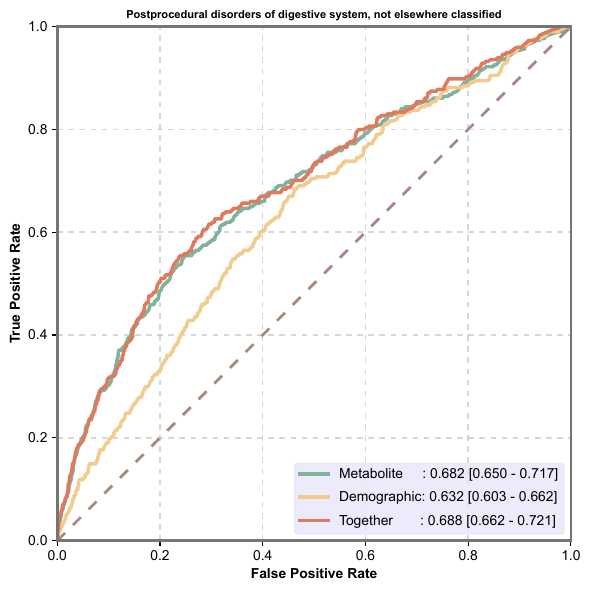 Postprocedural disorders of digestive system, not elsewhere classified
1.0
0.8
0.6
0.4
0.2
0.0
True Positive Rate
Metabolite : 0.682 [0.650 - 0.717]
Demographic: 0.632 [0.603 - 0.662]
Together : 0.688 [0.662 - 0.721]
0.0 0.2 0.4 0.6 0.8 1.0
False Positive Rate